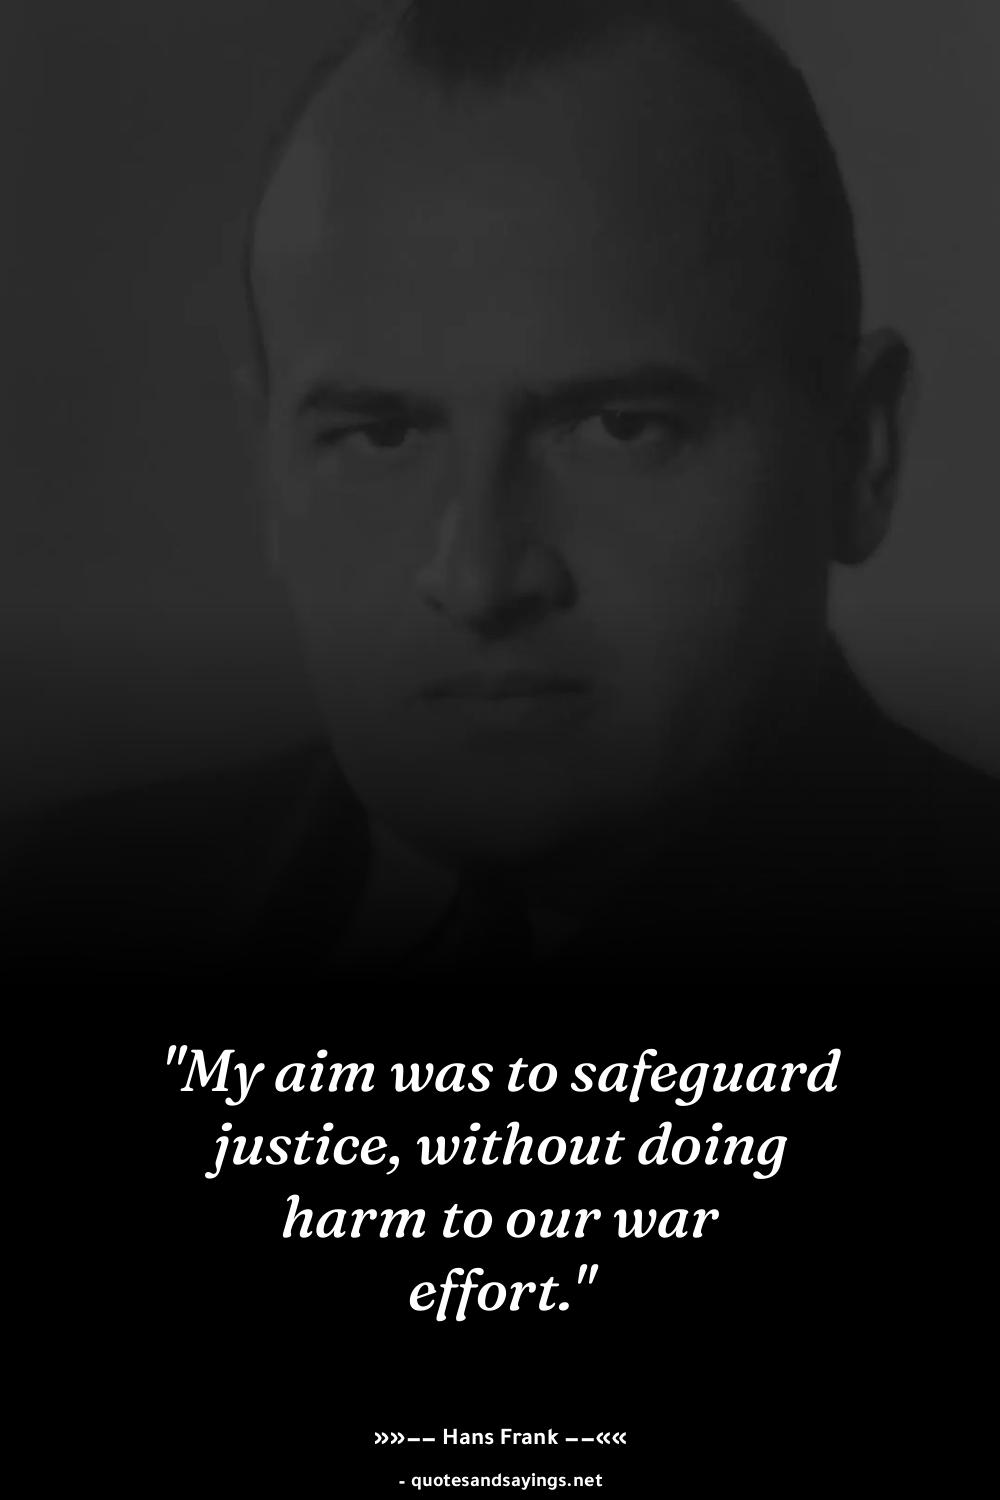 "My aim was to safeguard
justice, without doing
harm to our war
effort."
»»−− Hans Frank −−««
- quotesandsayings.net